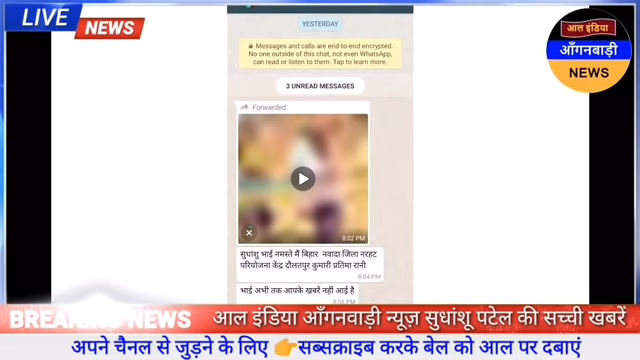 LIVE
NEWS
YESTERDAY
Messages and calls are end-to-end encrypted.
No one outside of this chat, not even WhatsApp,
can read or listen to them. Tap to learn more.
3 UNREAD MESSAGES
Forwarded
8:02 PM
सुधांशु भाई नमस्ते मैं बिहार नवादा जिला नरहट
परियोजना केंद्र दौलतपुर कुमारी प्रतिमा रानी
8:04 PM
भाई अभी तक आपके खबरें नहीं आई है
8:06 PM
आल इंडिया
आँगनबाड़ी
NEWS
BREAKING NEWS
आल इंडिया आँगनवाड़ी न्यूज़ सुधांशू पटेल की सच्ची खबरें
अपने चैनल से जुड़ने के लिए 👉सब्सक्राइब करके बेल को आल पर दबाएं